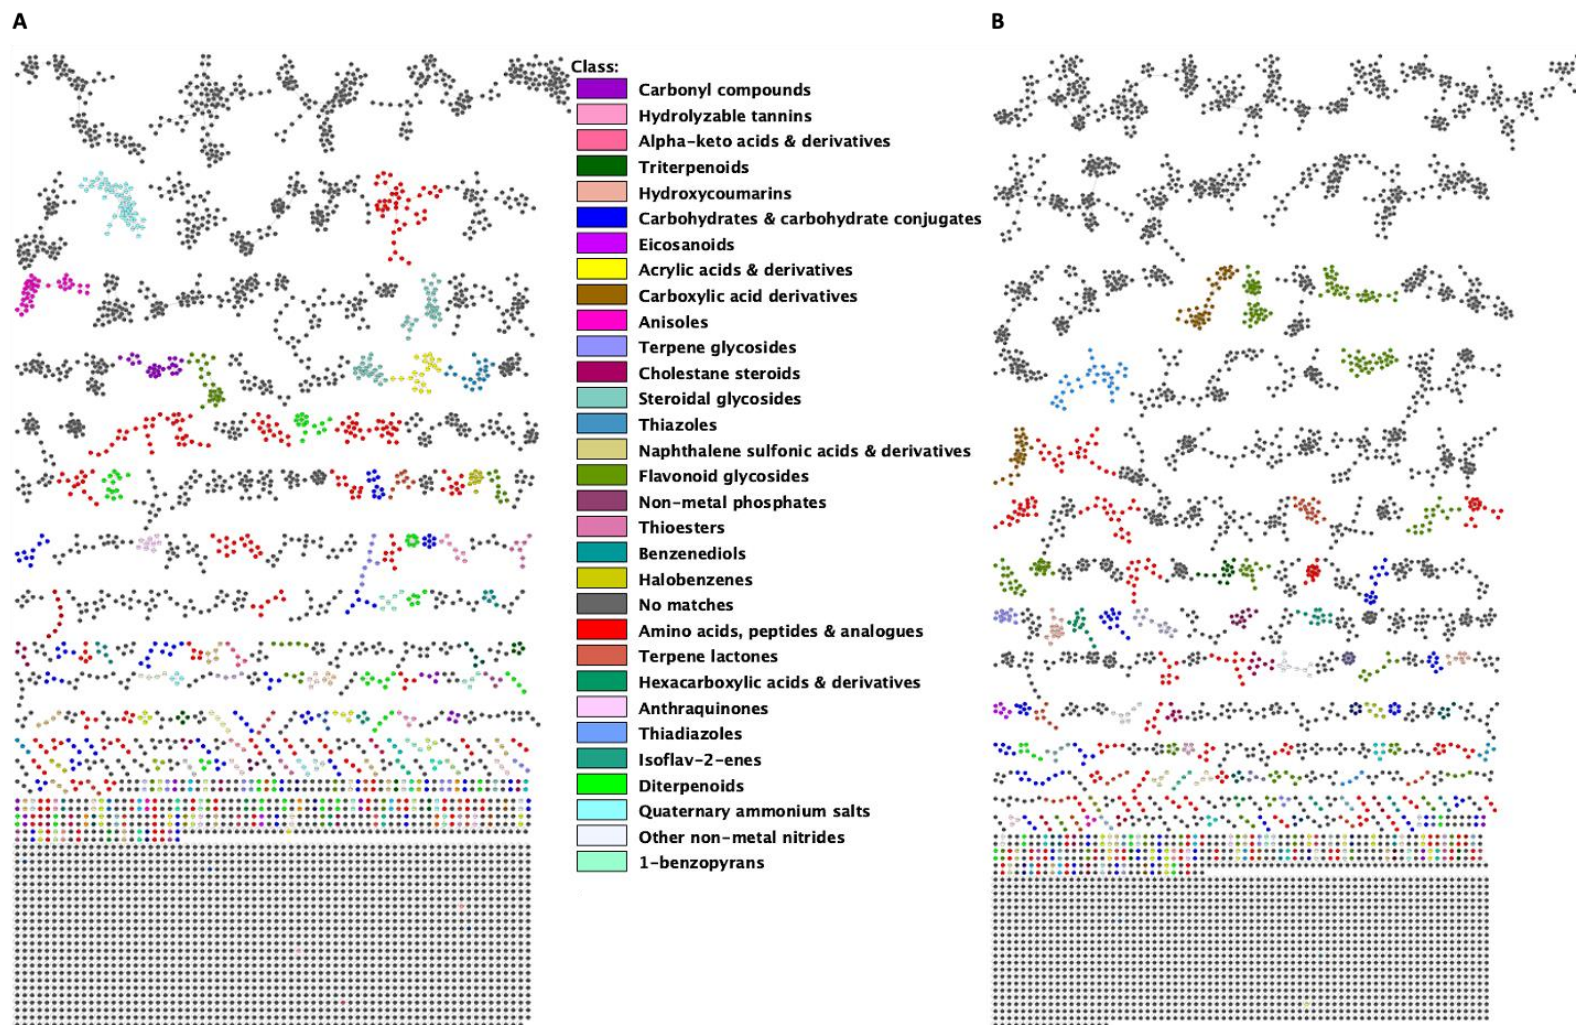 A
B
Class:
Carbonyl compounds
Hydrolyzable tannins
Alpha-keto acids & derivatives
Triterpenoids
Hydroxycoumarins
Carbohydrates & carbohydrate conjugates
Eicosanoids
Acrylic acids & derivatives
Carboxylic acid derivatives
Anisoles
Terpene glycosides
Cholestane steroids
Steroidal glycosides
Thiazoles
Naphthalene sulfonic acids & derivatives
Flavonoid glycosides
Non-metal phosphates
Thioesters
Benzenediols
Halobenzenes
No matches
Amino acids, peptides & analogues
Terpene lactones
Hexacarboxylic acids & derivatives
Anthraquinones
Thiadiazoles
Isoflav-2-enes
Diterpenoids
Quaternary ammonium salts
Other non-metal nitrides
1-benzopyrans